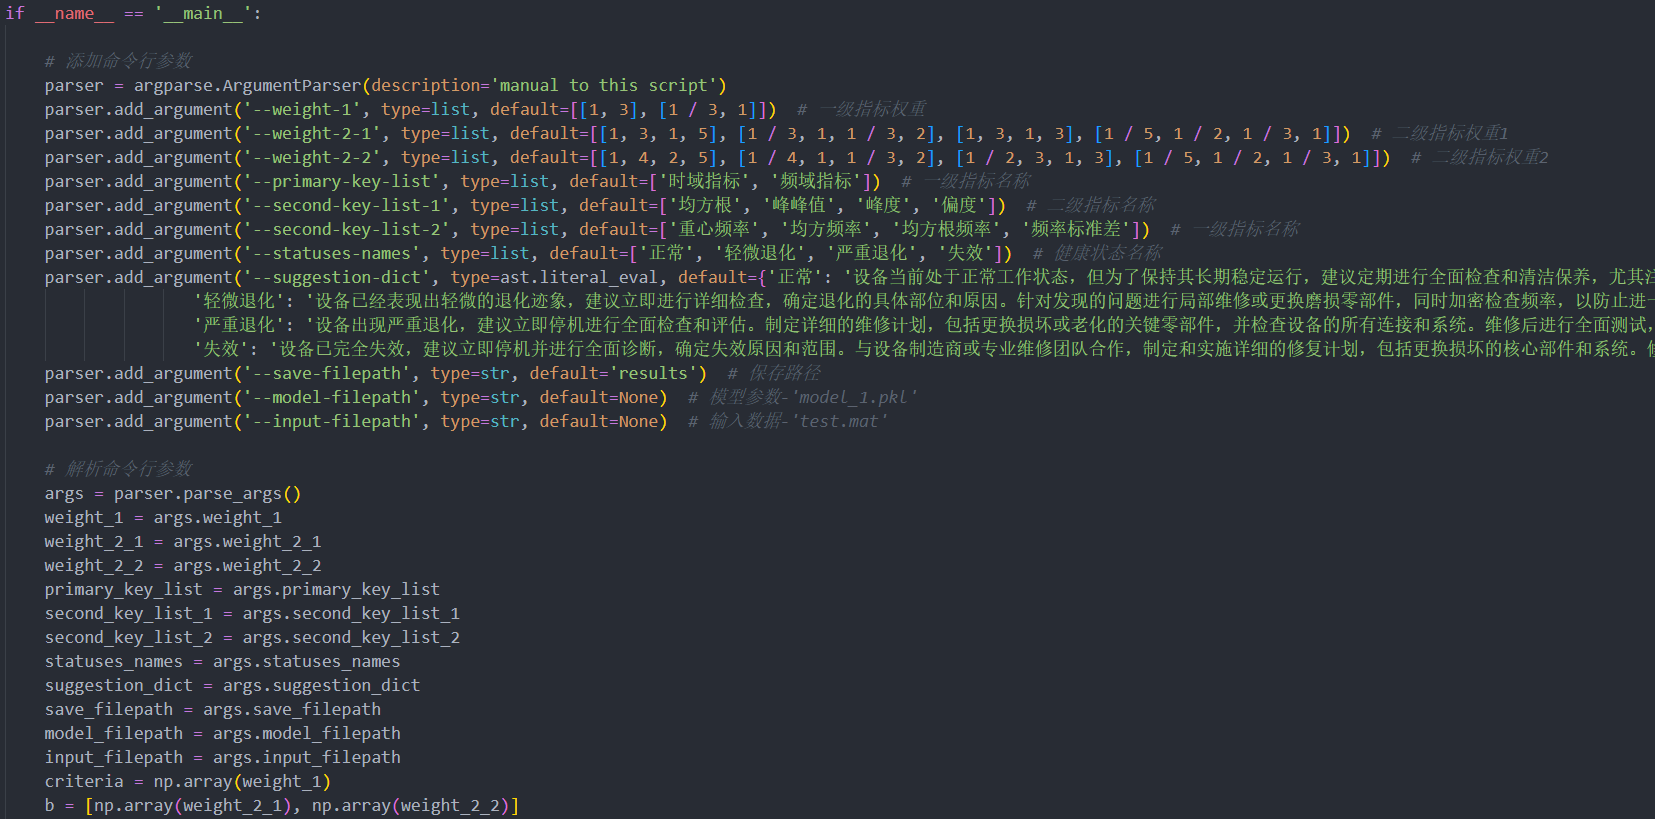 if __name__ == '__main__':
# 添加命令行参数
parser = argparse.ArgumentParser(description='manual to this script')
parser.add_argument('--weight-1', type=list, default=[[1, 3], [1 / 3, 1]])  # 一级指标权重
parser.add_argument('--weight-2-1', type=list, default=[[1, 3, 1, 5], [1 / 3, 1, 1 / 3, 2], [1, 3, 1, 3], [1 / 5, 1 / 2, 1 / 3, 1]])  # 二级指标权重1
parser.add_argument('--weight-2-2', type=list, default=[[1, 4, 2, 5], [1 / 4, 1, 1 / 3, 2], [1 / 2, 3, 1, 3], [1 / 5, 1 / 2, 1 / 3, 1]])  # 二级指标权重2
parser.add_argument('--primary-key-list', type=list, default=['时域指标', '频域指标'])  # 一级指标名称
parser.add_argument('--second-key-list-1', type=list, default=['均方根', '峰峰值', '峰度', '偏度'])  # 二级指标名称
parser.add_argument('--second-key-list-2', type=list, default=['重心频率', '均方频率', '均方根频率', '频率标准差'])  # 一级指标名称
parser.add_argument('--statuses-names', type=list, default=['正常', '轻微退化', '严重退化', '失效'])  # 健康状态名称
parser.add_argument('--suggestion-dict', type=ast.literal_eval, default={'正常': '设备当前处于正常工作状态，但为了保持其长期稳定运行，建议定期进行全面检查和清洁保养，尤其注
'轻微退化': '设备已经表现出轻微的退化迹象，建议立即进行详细检查，确定退化的具体部位和原因。针对发现的问题进行局部维修或更换磨损零部件，同时加密检查频率，以防止进一
'严重退化': '设备出现严重退化，建议立即停机进行全面检查和评估。制定详细的维修计划，包括更换损坏或老化的关键零部件，并检查设备的所有连接和系统。维修后进行全面测试，
'失效': '设备已完全失效，建议立即停机并进行全面诊断，确定失效原因和范围。与设备制造商或专业维修团队合作，制定和实施详细的修复计划，包括更换损坏的核心部件和系统。修
parser.add_argument('--save-filepath', type=str, default='results')  # 保存路径
parser.add_argument('--model-filepath', type=str, default=None)  # 模型参数-'model_1.pkl'
parser.add_argument('--input-filepath', type=str, default=None)  # 输入数据-'test.mat'
# 解析命令行参数
args = parser.parse_args()
weight_1 = args.weight_1
weight_2_1 = args.weight_2_1
weight_2_2 = args.weight_2_2
primary_key_list = args.primary_key_list
second_key_list_1 = args.second_key_list_1
second_key_list_2 = args.second_key_list_2
statuses_names = args.statuses_names
suggestion_dict = args.suggestion_dict
save_filepath = args.save_filepath
model_filepath = args.model_filepath
input_filepath = args.input_filepath
criteria = np.array(weight_1)
b = [np.array(weight_2_1), np.array(weight_2_2)]